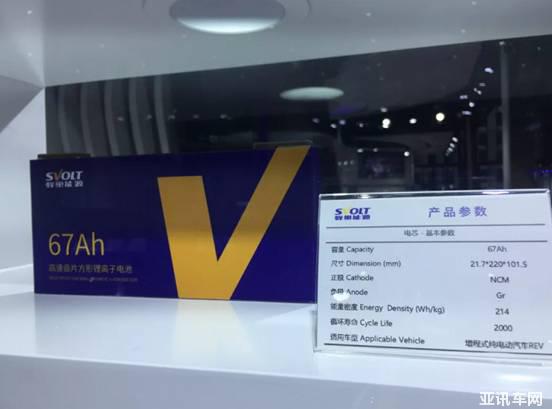 SVOLT
蜂巢能源
67Ah
高速叠片方形锂离子电池
SVOLT
蜂巢能源
产品参数
电芯 - 基本参数
容量 Capacity 67Ah
尺寸 Dimension (mm) 21.7*220*101.5
正极 Cathode NCM
负极 Anode Gr
能量密度 Energy Density (Wh/kg) 214
循环寿命 Cycle Life 2000
适用车型 Applicable Vehicle 增程式纯电动汽车REV
亚讯车网